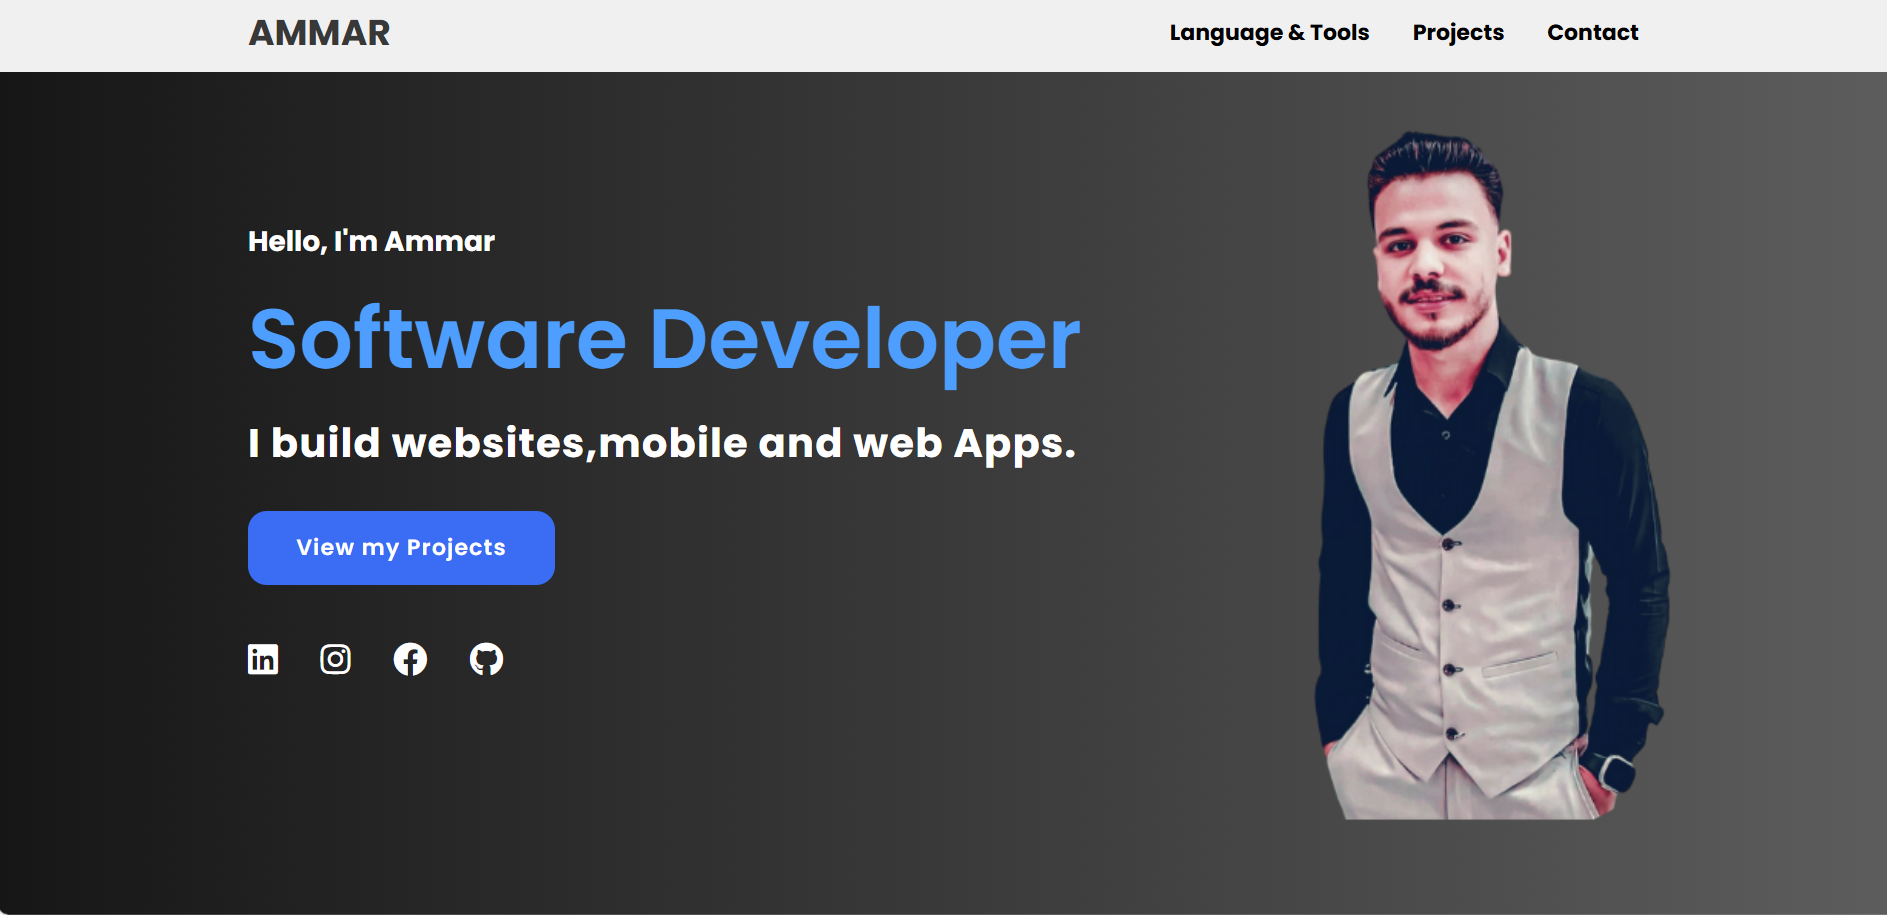 AMMAR
Language & Tools
Projects
Contact
Hello, I'm Ammar
Software Developer
I build websites,mobile and web Apps.
View my Projects